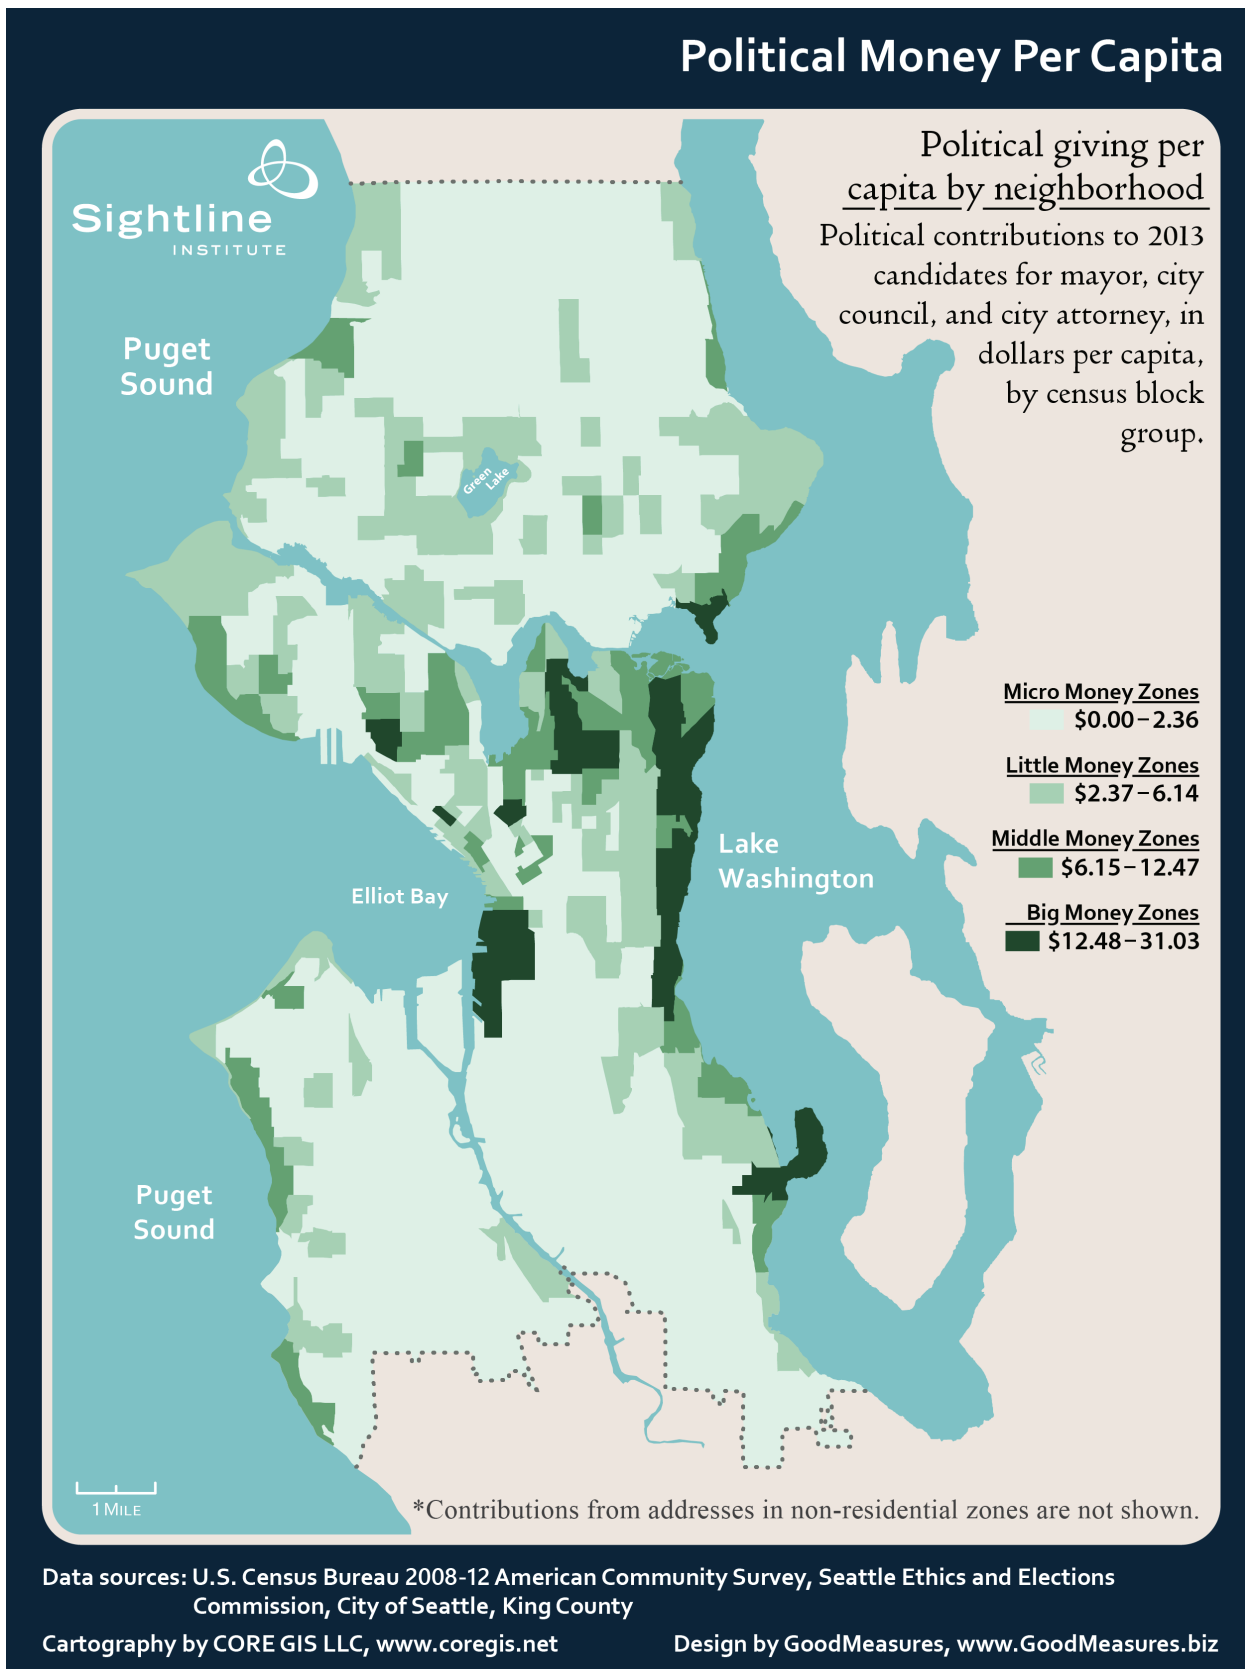 Political Money Per Capita
Sightline
INSTITUTE
Political giving per
capita by neighborhood
Political contributions to 2013
candidates for mayor, city
council, and city attorney, in
dollars per capita,
by census block
group.
Puget
Sound
Green
Lake
Micro Money Zones
$0.00–2.36
Little Money Zones
$2.37–6.14
Middle Money Zones
$6.15–12.47
Big Money Zones
$12.48–31.03
Lake
Washington
Elliot Bay
Puget
Sound
1 MILE
*Contributions from addresses in non-residential zones are not shown.
Data sources: U.S. Census Bureau 2008-12 American Community Survey, Seattle Ethics and Elections
Commission, City of Seattle, King County
Cartography by CORE GIS LLC, www.coregis.net
Design by GoodMeasures, www.GoodMeasures.biz